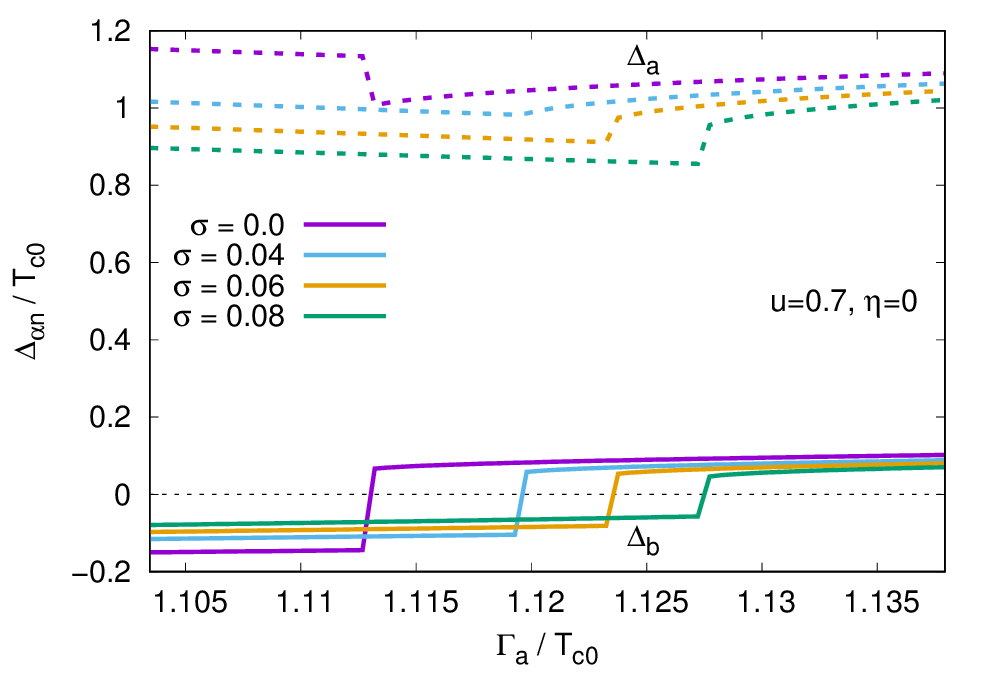 1.2
1
0.8
0.6
0.4
0.2
0
−0.2
Δαn / Tc0
Δa
σ = 0.0
σ = 0.04
σ = 0.06
σ = 0.08
u=0.7, η=0
Δb
1.105 1.11 1.115 1.12 1.125 1.13 1.135
Γa / Tc0